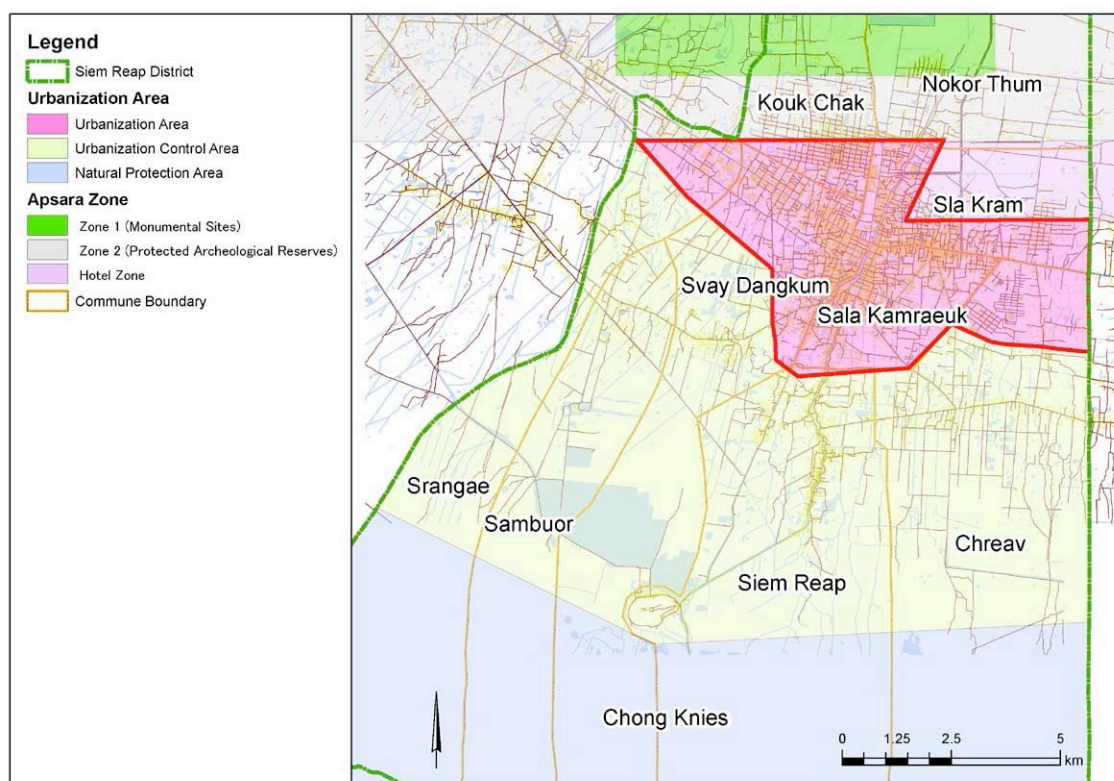 Legend
Siem Reap District
Urbanization Area
Urbanization Area
Urbanization Control Area
Natural Protection Area
Apsara Zone
Zone 1 (Monumental Sites)
Zone 2 (Protected Archeological Reserves)
Hotel Zone
Commune Boundary
Nokor Thum
Kouk Chak
Sla Kram
Svay Dangkum
Sala Kamraeuk
Srangae
Sambuor
Chreav
Siem Reap
Chong Knies
0 1.25 2.5 5
km